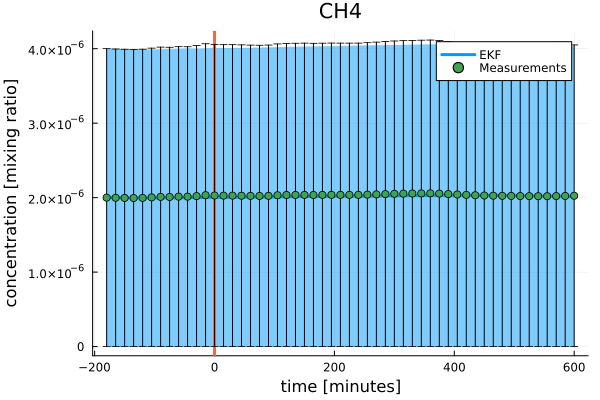 CH4
concentration [mixing ratio]
4.0×10⁻⁶
3.0×10⁻⁶
2.0×10⁻⁶
1.0×10⁻⁶
0
EKF
Measurements
−200 0 200 400 600
time [minutes]